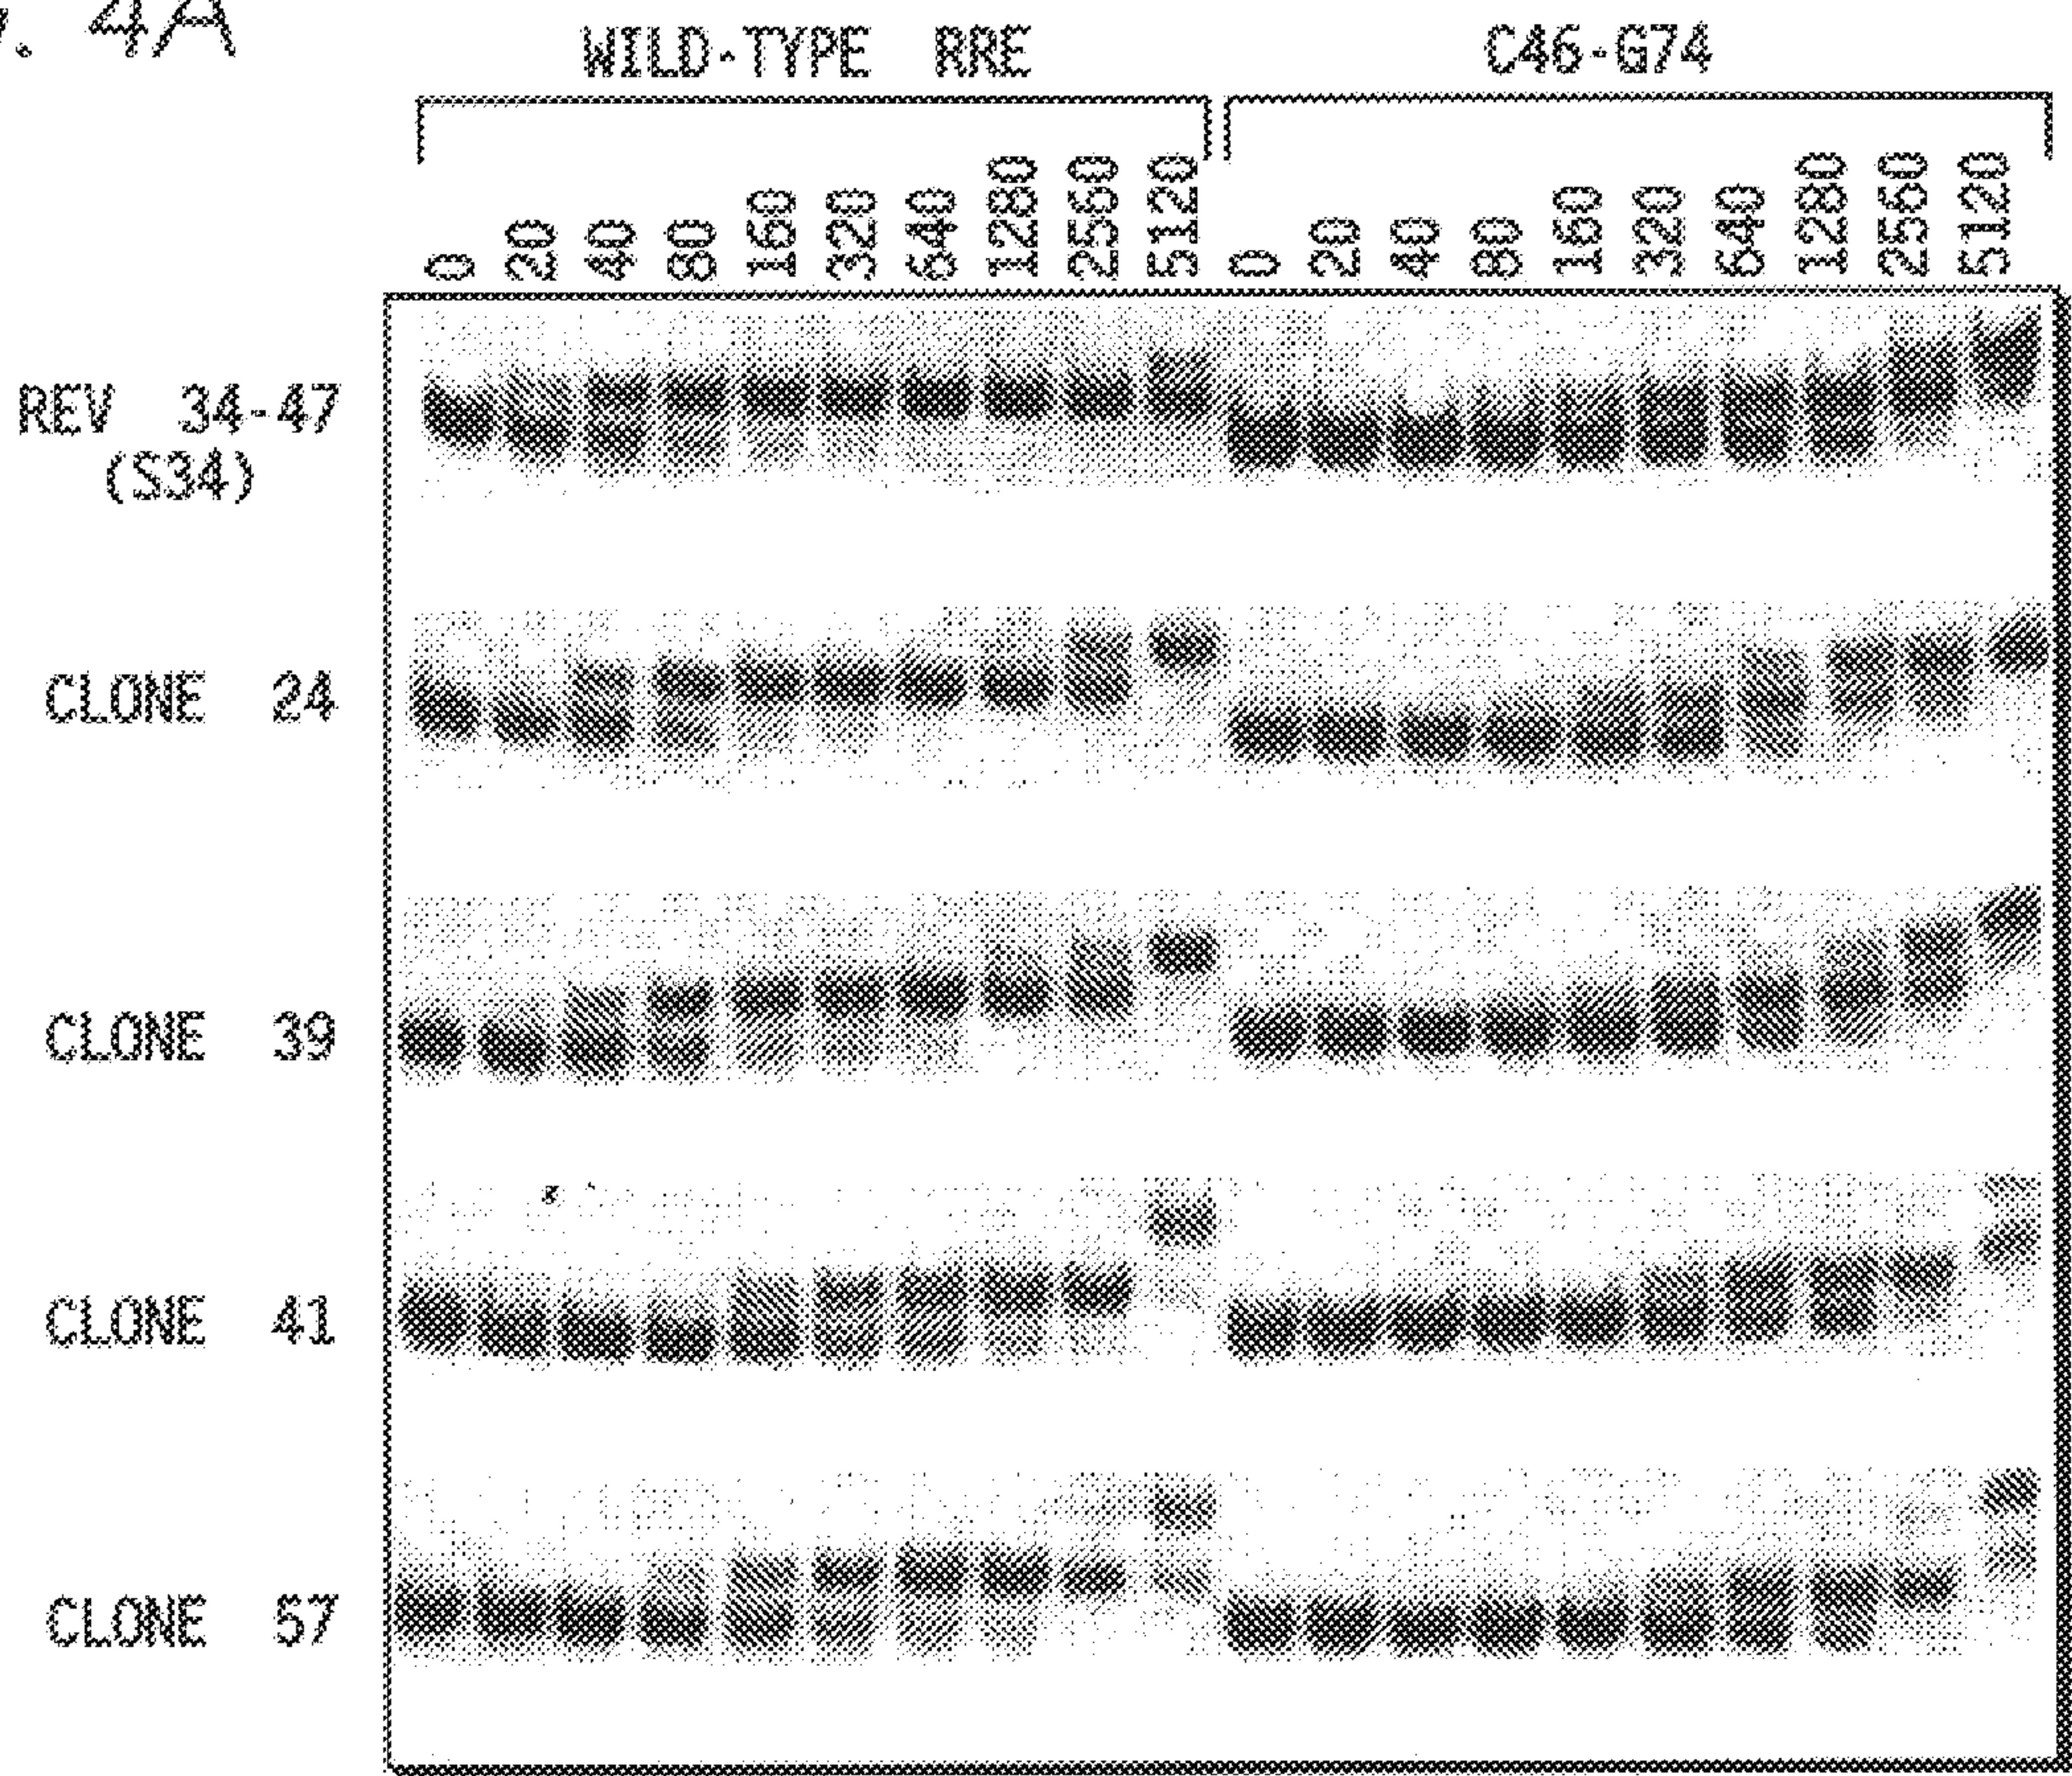 . 4A
WILD-TYPE RRE C46-G74
0 20 40 80 160 320 640 1280 2560 5120 0 20 40 80 160 320 640 1280 2560 5120
REV 34-47
(S34)
CLONE 24
CLONE 39
CLONE 41
CLONE 57